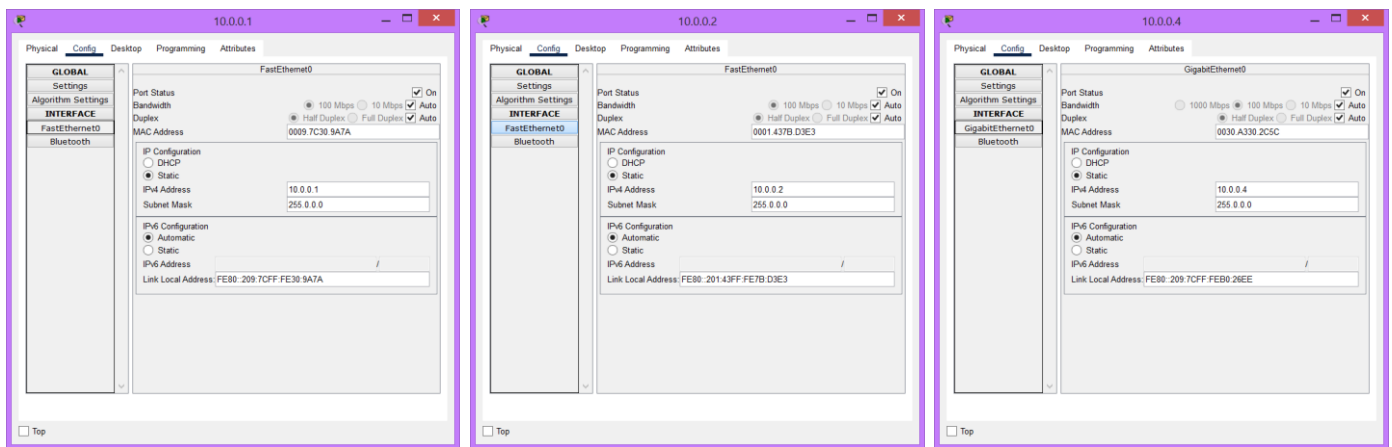 10.0.0.1
Physical Config Desktop Programming Attributes
GLOBAL
Settings
Algorithm Settings
INTERFACE
FastEthernet0
Bluetooth
FastEthernet0
Port Status On
Bandwidth 100 Mbps 10 Mbps Auto
Duplex Half Duplex Full Duplex Auto
MAC Address 0009.7C30.9A7A
IP Configuration
DHCP
Static
IPv4 Address 10.0.0.1
Subnet Mask 255.0.0.0
IPv6 Configuration
Automatic
Static
IPv6 Address /
Link Local Address: FE80::209:7CFF:FE30:9A7A
Top
10.0.0.2
Physical Config Desktop Programming Attributes
GLOBAL
Settings
Algorithm Settings
INTERFACE
FastEthernet0
Bluetooth
FastEthernet0
Port Status On
Bandwidth 100 Mbps 10 Mbps Auto
Duplex Half Duplex Full Duplex Auto
MAC Address 0001.437B.D3E3
IP Configuration
DHCP
Static
IPv4 Address 10.0.0.2
Subnet Mask 255.0.0.0
IPv6 Configuration
Automatic
Static
IPv6 Address /
Link Local Address: FE80::201:43FF:FE7B:D3E3
Top
10.0.0.4
Physical Config Desktop Programming Attributes
GLOBAL
Settings
Algorithm Settings
INTERFACE
GigabitEthernet0
Bluetooth
GigabitEthernet0
Port Status On
Bandwidth 1000 Mbps 100 Mbps 10 Mbps Auto
Duplex Half Duplex Full Duplex Auto
MAC Address 0030.A330.2C5C
IP Configuration
DHCP
Static
IPv4 Address 10.0.0.4
Subnet Mask 255.0.0.0
IPv6 Configuration
Automatic
Static
IPv6 Address /
Link Local Address: FE80::209:7CFF:FEB0:26EE
Top